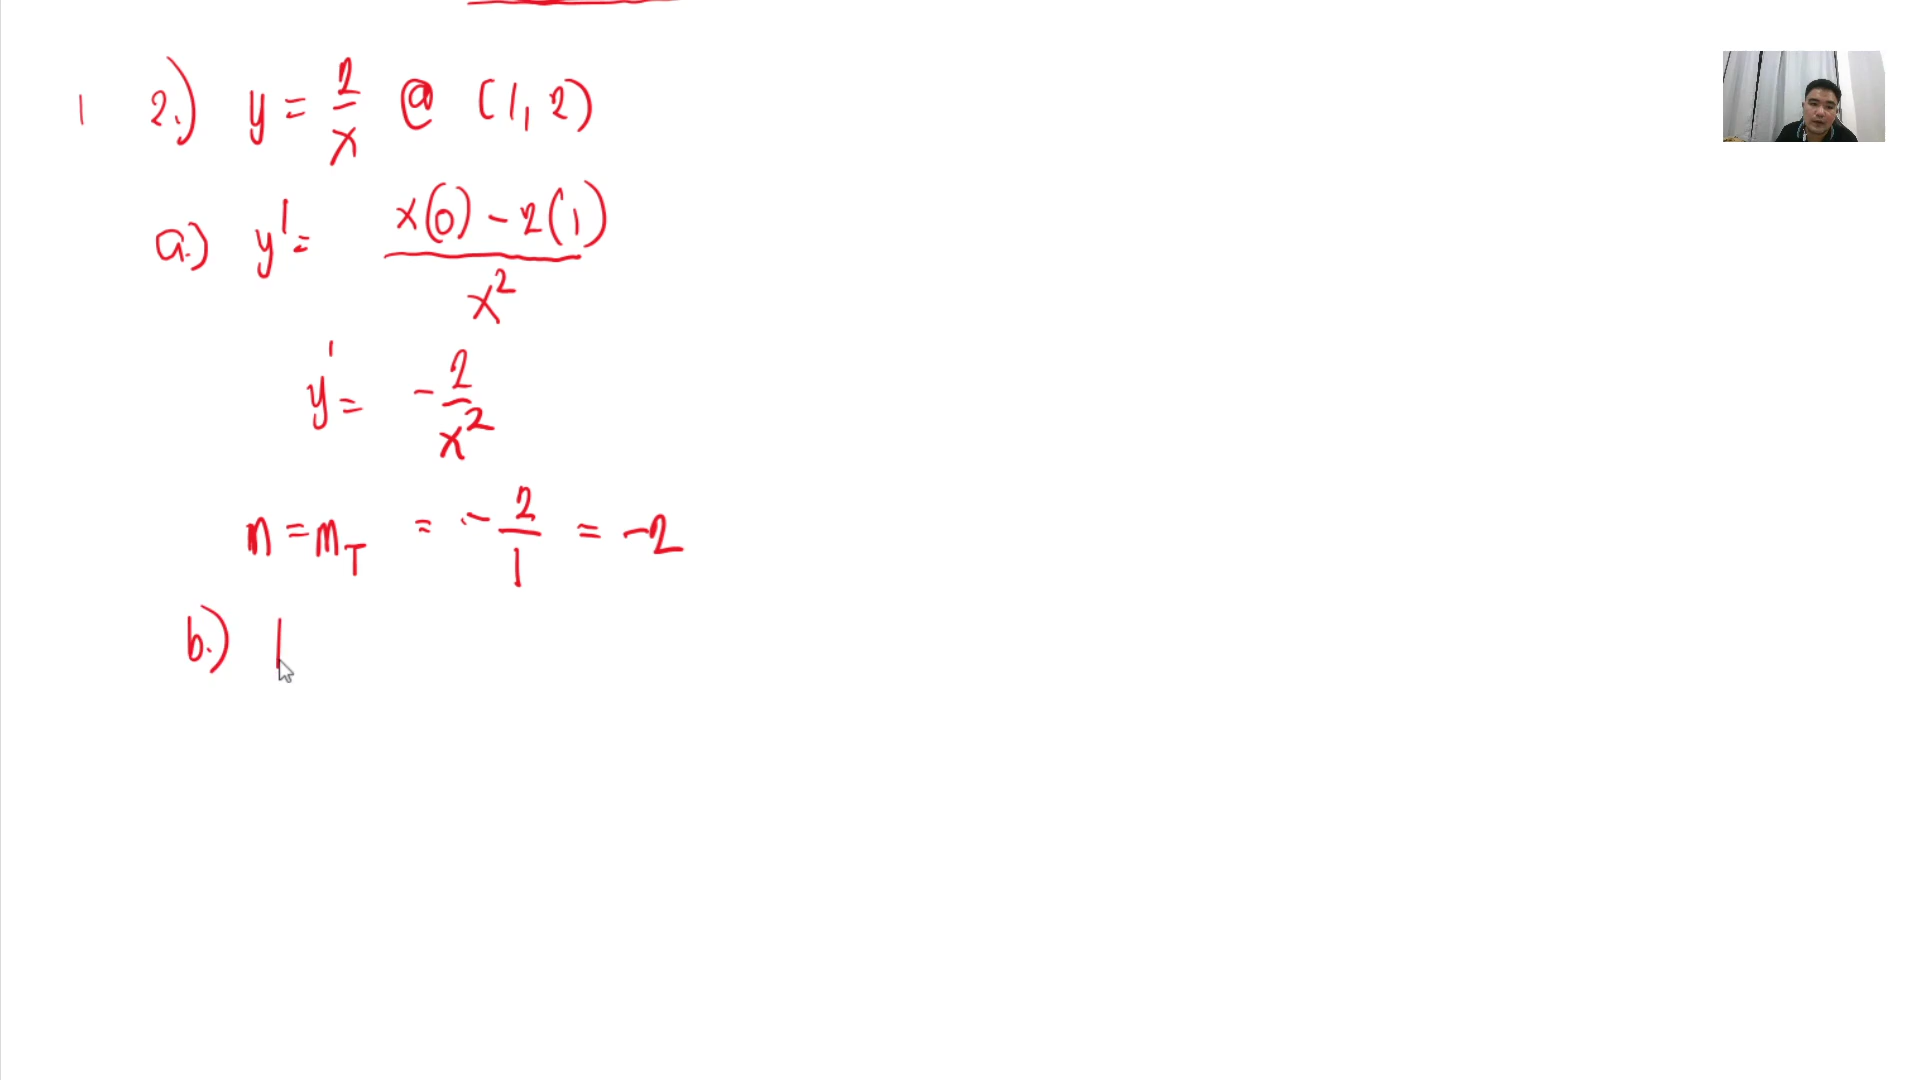 1 2.) y = 2/x @ (1, 2)
a.) y' = x(0) - 2(1) / x²
y' = - 2/x²
m = m_T = - 2/1 = -2
b.) |